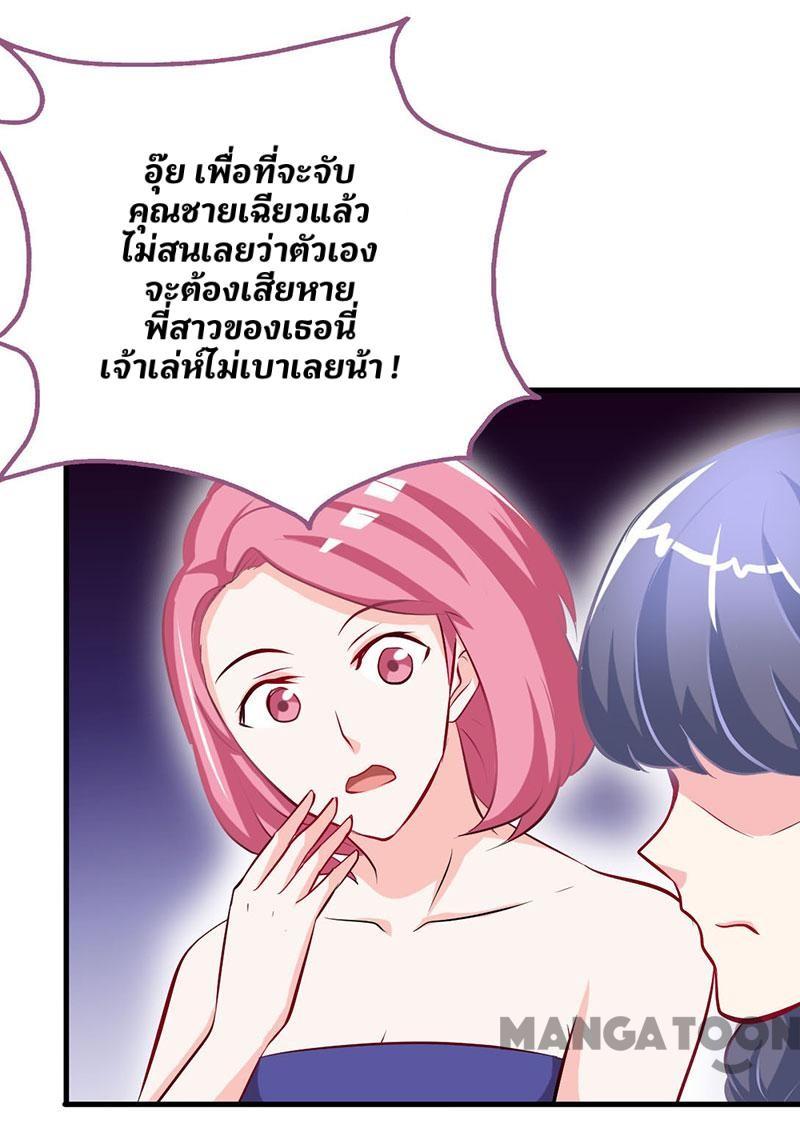 อุ๊ย เพื่อที่จะจับ
คุณชายเฉียวแล้ว
ไม่สนเลยว่าตัวเอง
จะต้องเสียหาย
พี่สาวของเธอนี่
เจ้าเล่ห์ไม่เบาเลยน้า !
MANGATOON